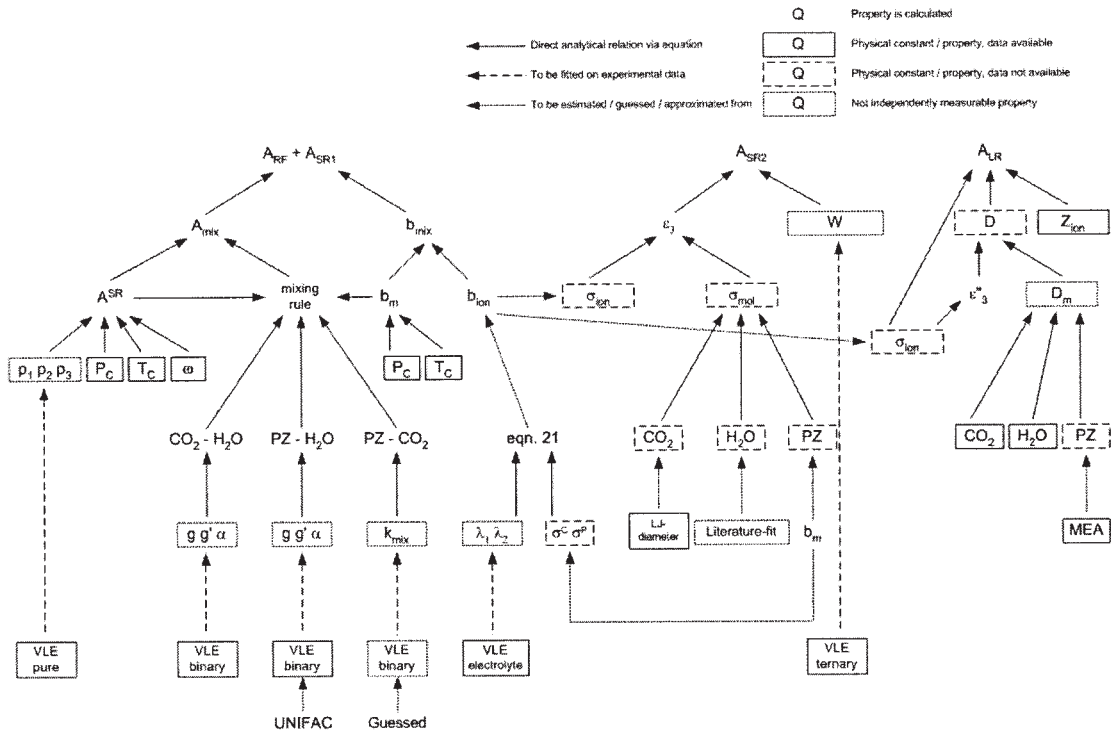 Q Property is calculated
Direct analytical relation via equation Q Physical constant / property, data available
To be fitted on experimental data Q Physical constant / property, data not available
To be estimated / guessed / approximated from Q Not independently measurable property
A_RF + A_SR1 A_SR2 A_LR
A_mix b_mix ε_3 W D Z_ion
A^SR mixing rule b_m b_ion σ_ion σ_mol ε'''_3 D_m
σ_ion
p_1 p_2 p_3 P_C T_C ω P_C T_C
CO_2 - H_2O PZ - H_2O PZ - CO_2 eqn. 21 CO_2 H_2O PZ CO_2 H_2O PZ
g g' α g g' α k_mix λ_1 λ_2 σ^C σ^P LJ-diameter Literature-fit b_m MEA
VLE pure VLE binary VLE binary VLE binary VLE electrolyte VLE ternary
UNIFAC Guessed